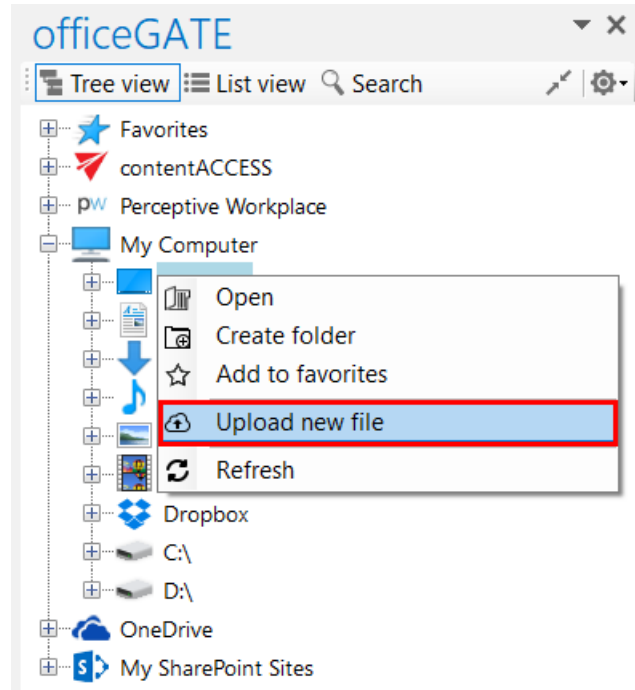 officeGATE
Tree view List view Search
Favorites
contentACCESS
pw Perceptive Workplace
My Computer
Open
Create folder
Add to favorites
Upload new file
Refresh
Dropbox
C:\
D:\
OneDrive
S My SharePoint Sites